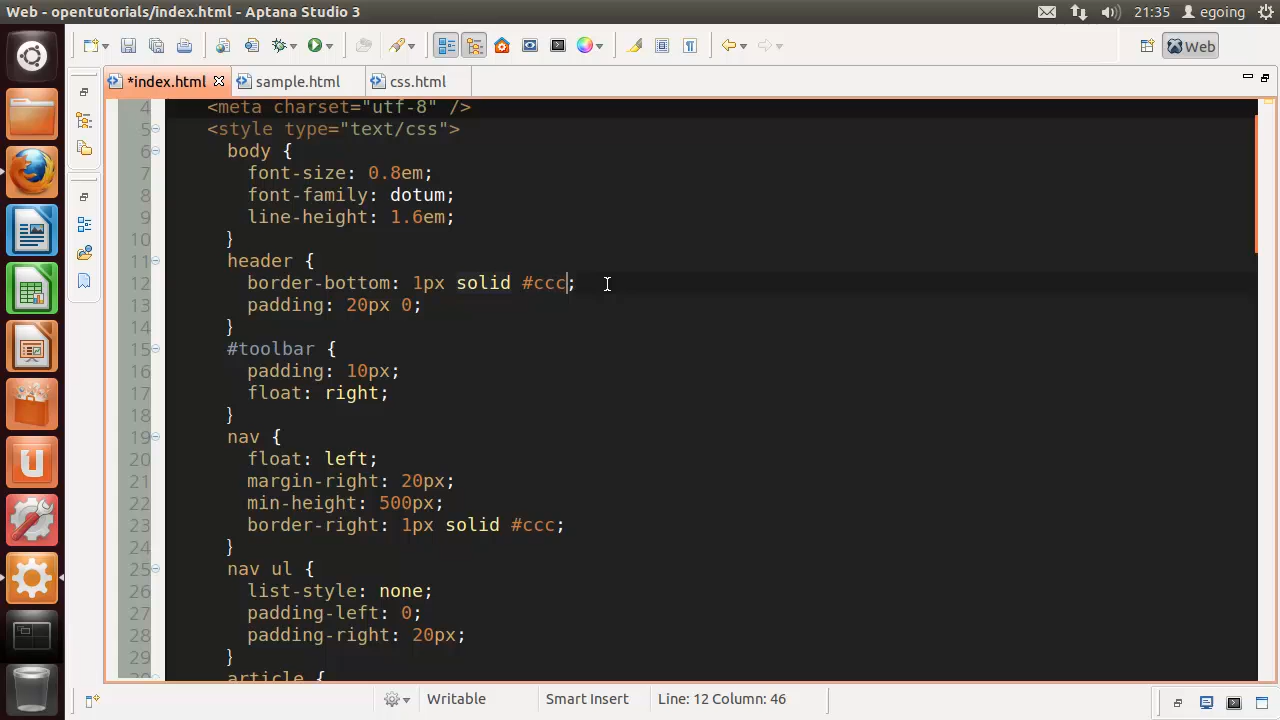 Web - opentutorials/index.html - Aptana Studio 3
21:35
egoing
Web
*index.html
sample.html
css.html
4 <meta charset="utf-8" />
5 <style type="text/css">
6 body {
7 font-size: 0.8em;
8 font-family: dotum;
9 line-height: 1.6em;
10 }
11 header {
12 border-bottom: 1px solid #ccc;
13 padding: 20px 0;
14 }
15 #toolbar {
16 padding: 10px;
17 float: right;
18 }
19 nav {
20 float: left;
21 margin-right: 20px;
22 min-height: 500px;
23 border-right: 1px solid #ccc;
24 }
25 nav ul {
26 list-style: none;
27 padding-left: 0;
28 padding-right: 20px;
29 }
30 article {
Writable
Smart Insert
Line: 12 Column: 46